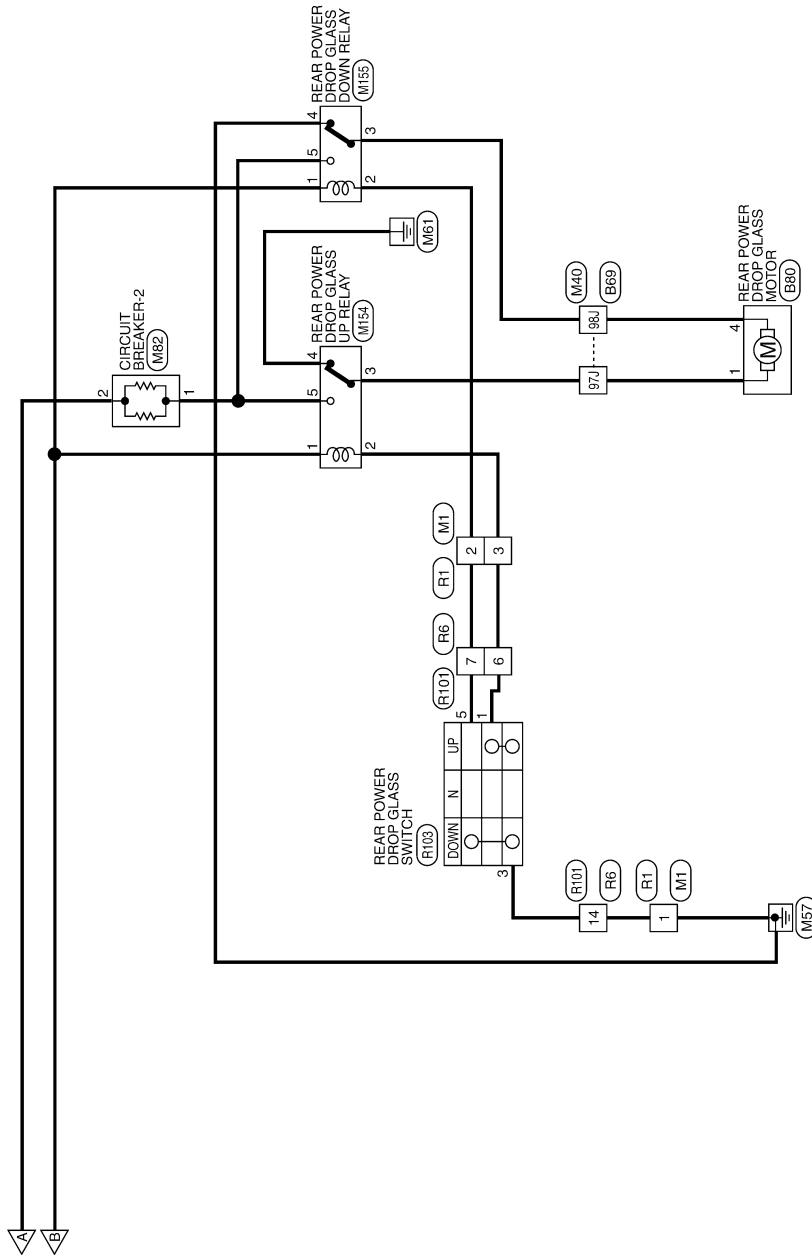 A
B
CIRCUIT
BREAKER-2
M82
2
1
REAR POWER
DROP GLASS
UP RELAY
M154
1
5
4
2
3
REAR POWER
DROP GLASS
DOWN RELAY
M155
1
5
4
2
3
M61
REAR POWER
DROP GLASS
SWITCH
R103
DOWN
N
UP
5
1
3
R101
R6
7
6
R1
M1
2
3
M40
B69
97J
98J
REAR POWER
DROP GLASS
MOTOR
B80
1
4
M
R101
R6
14
R1
M1
1
M57